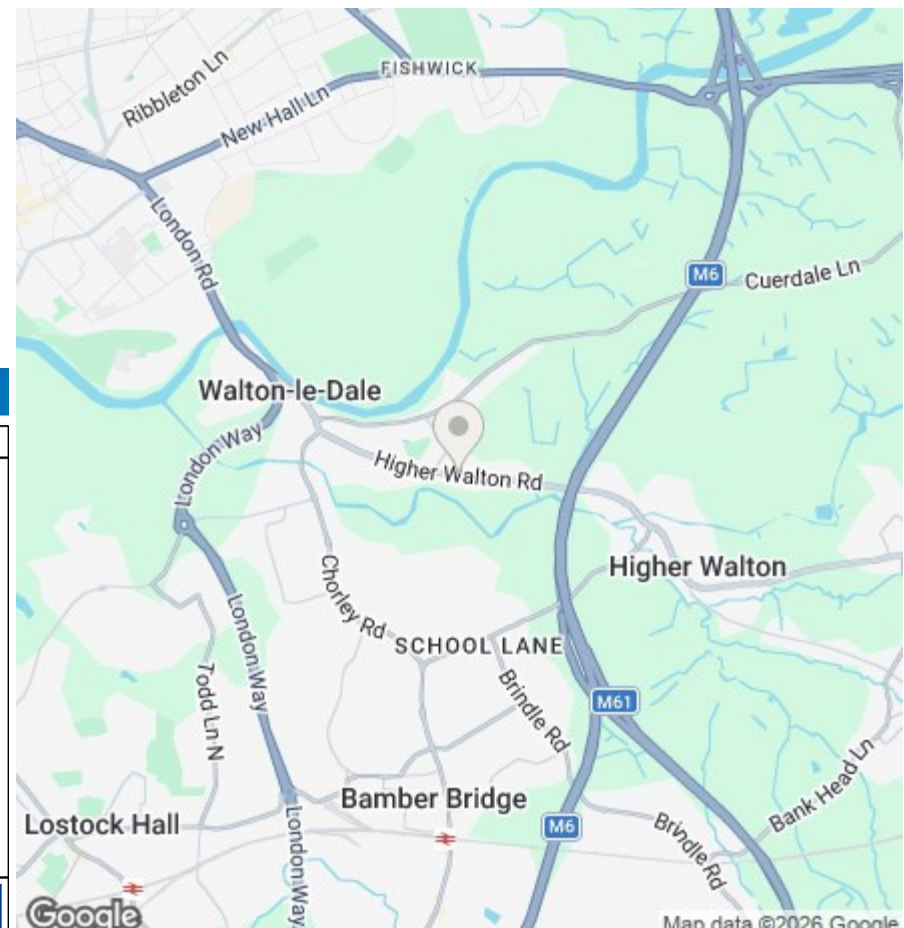 FISHWICK
Ribbleton Ln
New Hall Ln
London Rd
M6
Cuerdale Ln
Walton-le-Dale
London Way
Higher Walton Rd
Higher Walton
Chorley Rd
SCHOOL LANE
London Way
Todd Ln N
Brindle Rd
M61
Bamber Bridge
Bank Head Ln
Lostock Hall
M6
London Way
Brindle Rd
Google
Map data ©2026 Google